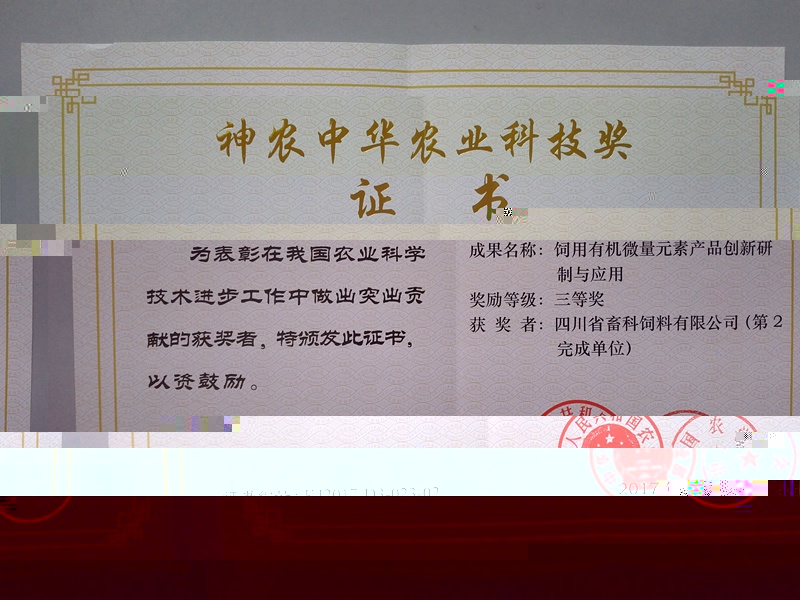 神农中华农业科技奖
证 书
为表彰在我国农业科学
技术进步工作中做出突出贡
献的获奖者，特颁发此证书，
以资鼓励。
成果名称：饲用有机微量元素产品创新研
制与应用
奖励等级：三等奖
获 奖 者：四川省畜科饲料有限公司（第2
完成单位）
2017